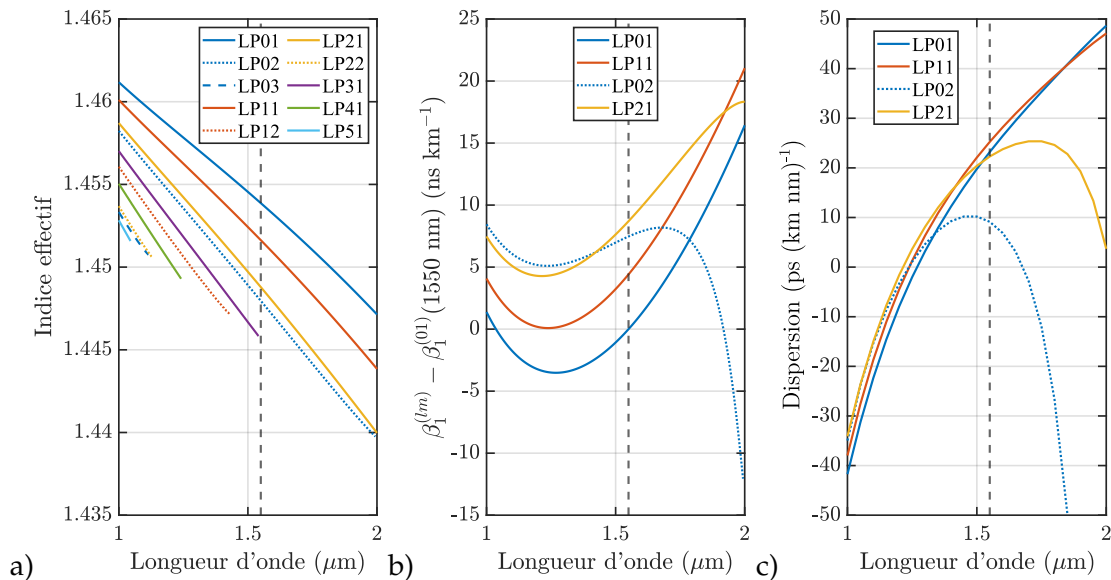 1.465
1.46
1.455
1.45
1.445
1.44
1.435
Indice effectif
LP01
LP02
LP03
LP11
LP12
LP21
LP22
LP31
LP41
LP51
1
1.5
2
a)
Longueur d'onde (μm)
25
20
15
10
5
0
-5
-10
-15
β₁⁽ˡᵐ⁾ − β₁⁽⁰¹⁾(1550 nm) (ns km⁻¹)
LP01
LP11
LP02
LP21
1
1.5
2
b)
Longueur d'onde (μm)
50
40
30
20
10
0
-10
-20
-30
-40
-50
Dispersion (ps (km nm)⁻¹)
LP01
LP11
LP02
LP21
1
1.5
2
c)
Longueur d'onde (μm)